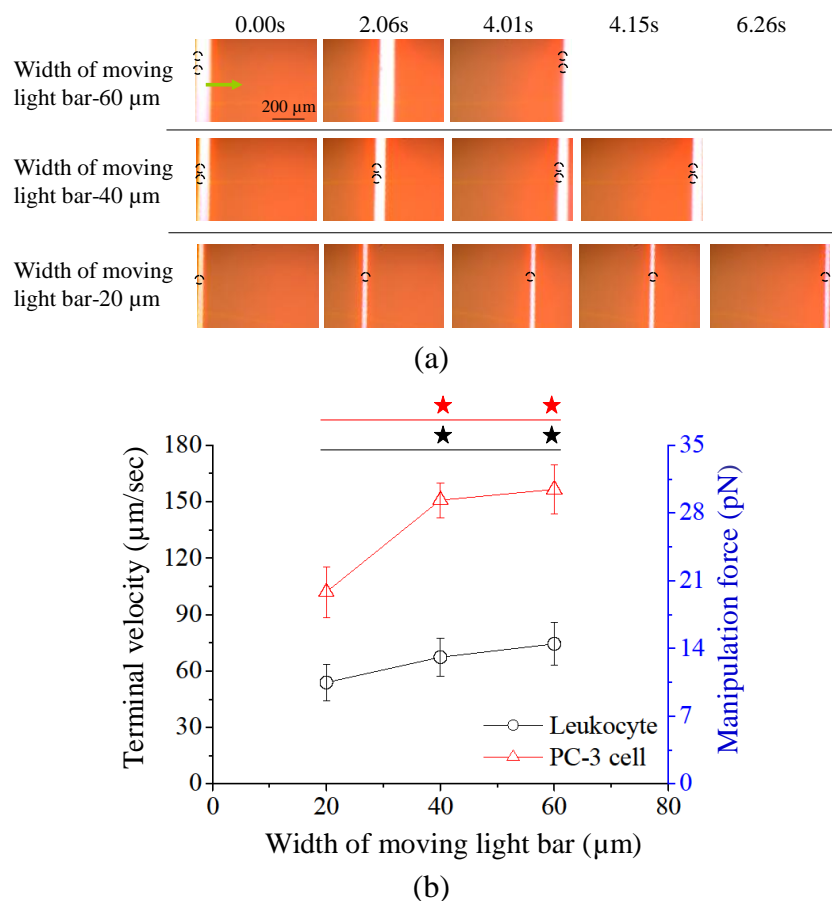 0.00s 2.06s 4.01s 4.15s 6.26s
Width of moving
light bar-60 µm
200 µm
Width of moving
light bar-40 µm
Width of moving
light bar-20 µm
(a)
180
150
120
90
60
30
0
Terminal velocity (µm/sec)
35
28
21
14
7
0
Manipulation force (pN)
Leukocyte
PC-3 cell
0 20 40 60 80
Width of moving light bar (µm)
(b)